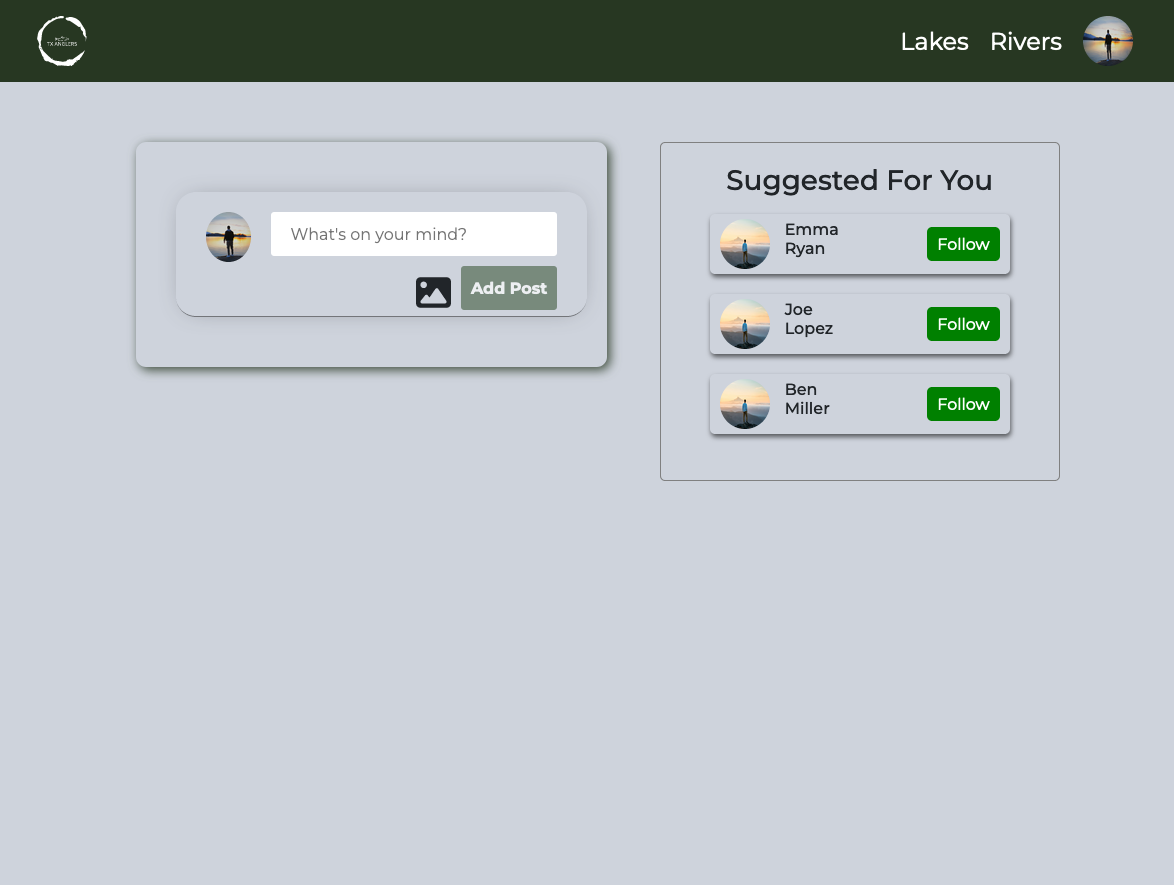 TX ANGLERS
Lakes
Rivers
What's on your mind?
Add Post
Suggested For You
Emma
Ryan
Follow
Joe
Lopez
Follow
Ben
Miller
Follow